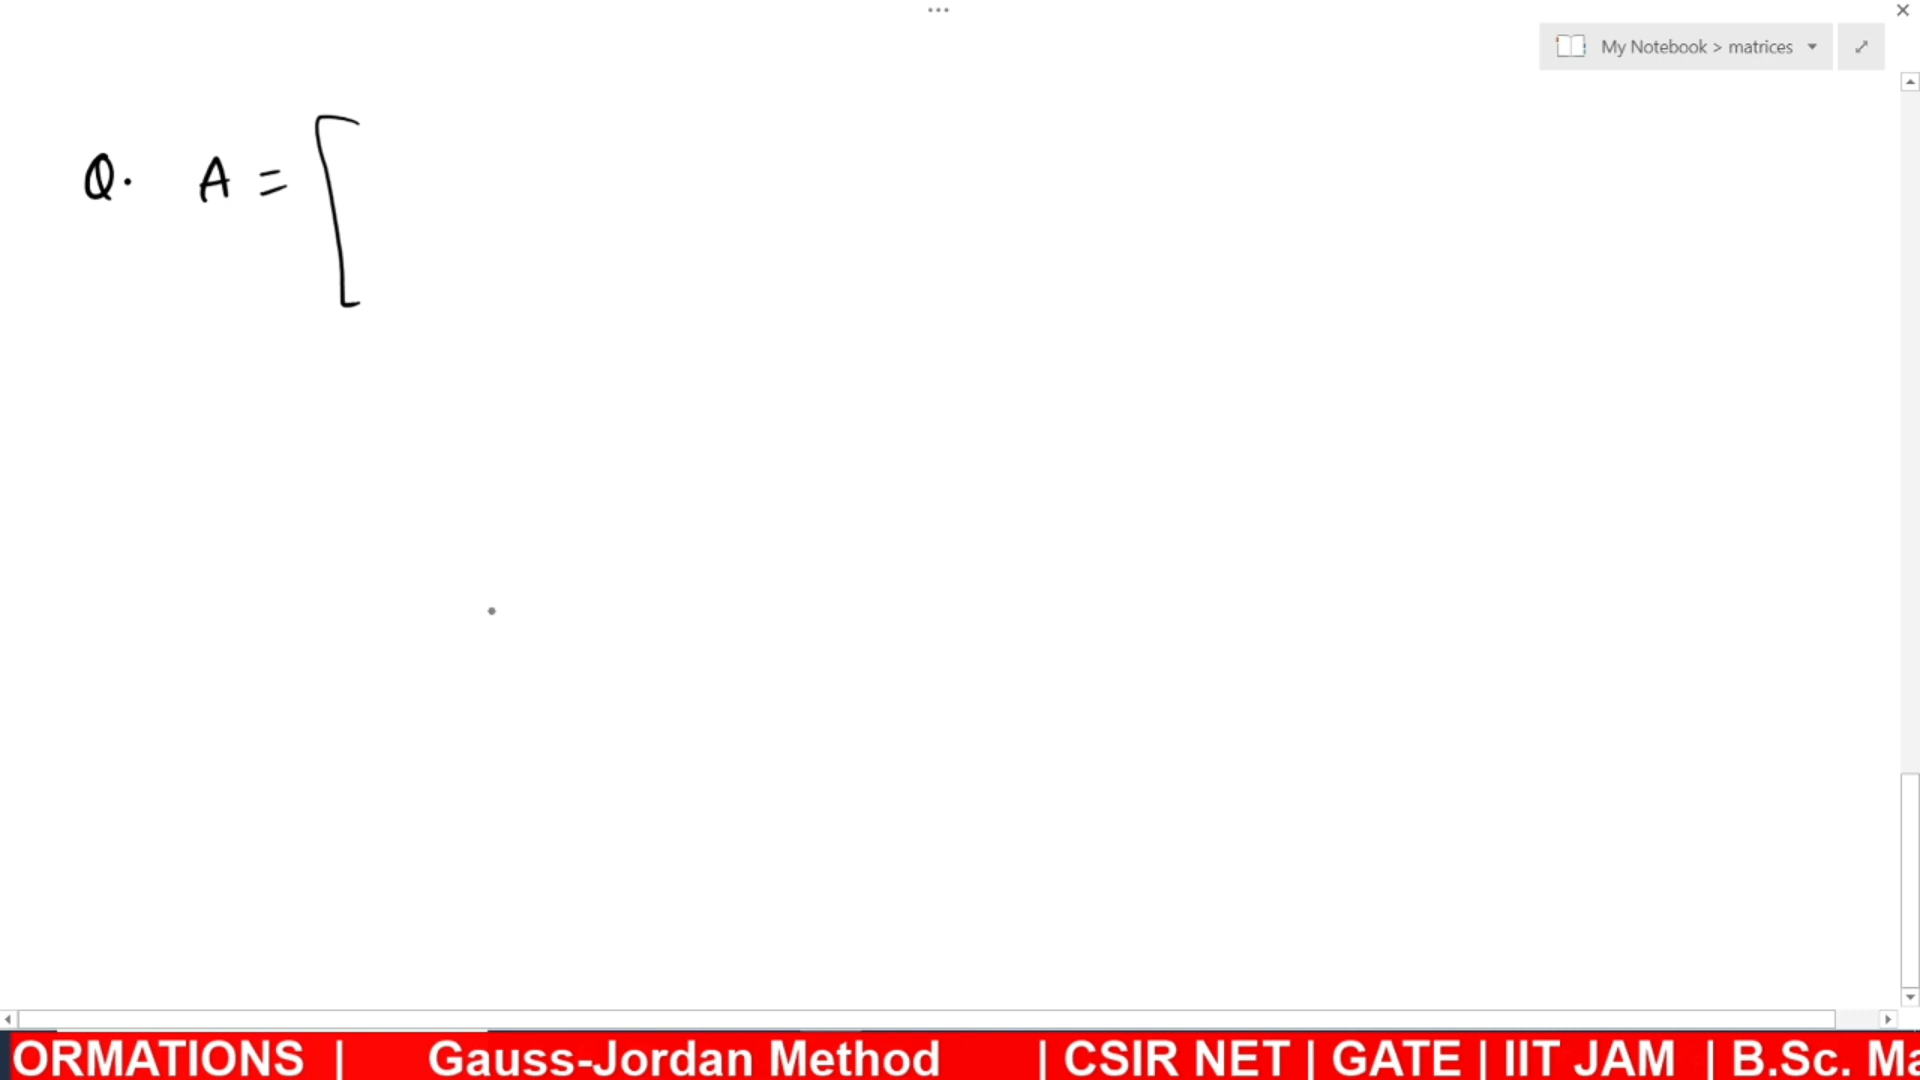 My Notebook > matrices
Q. A = [
ORMATIONS | Gauss-Jordan Method | CSIR NET | GATE | IIT JAM | B.Sc. Ma